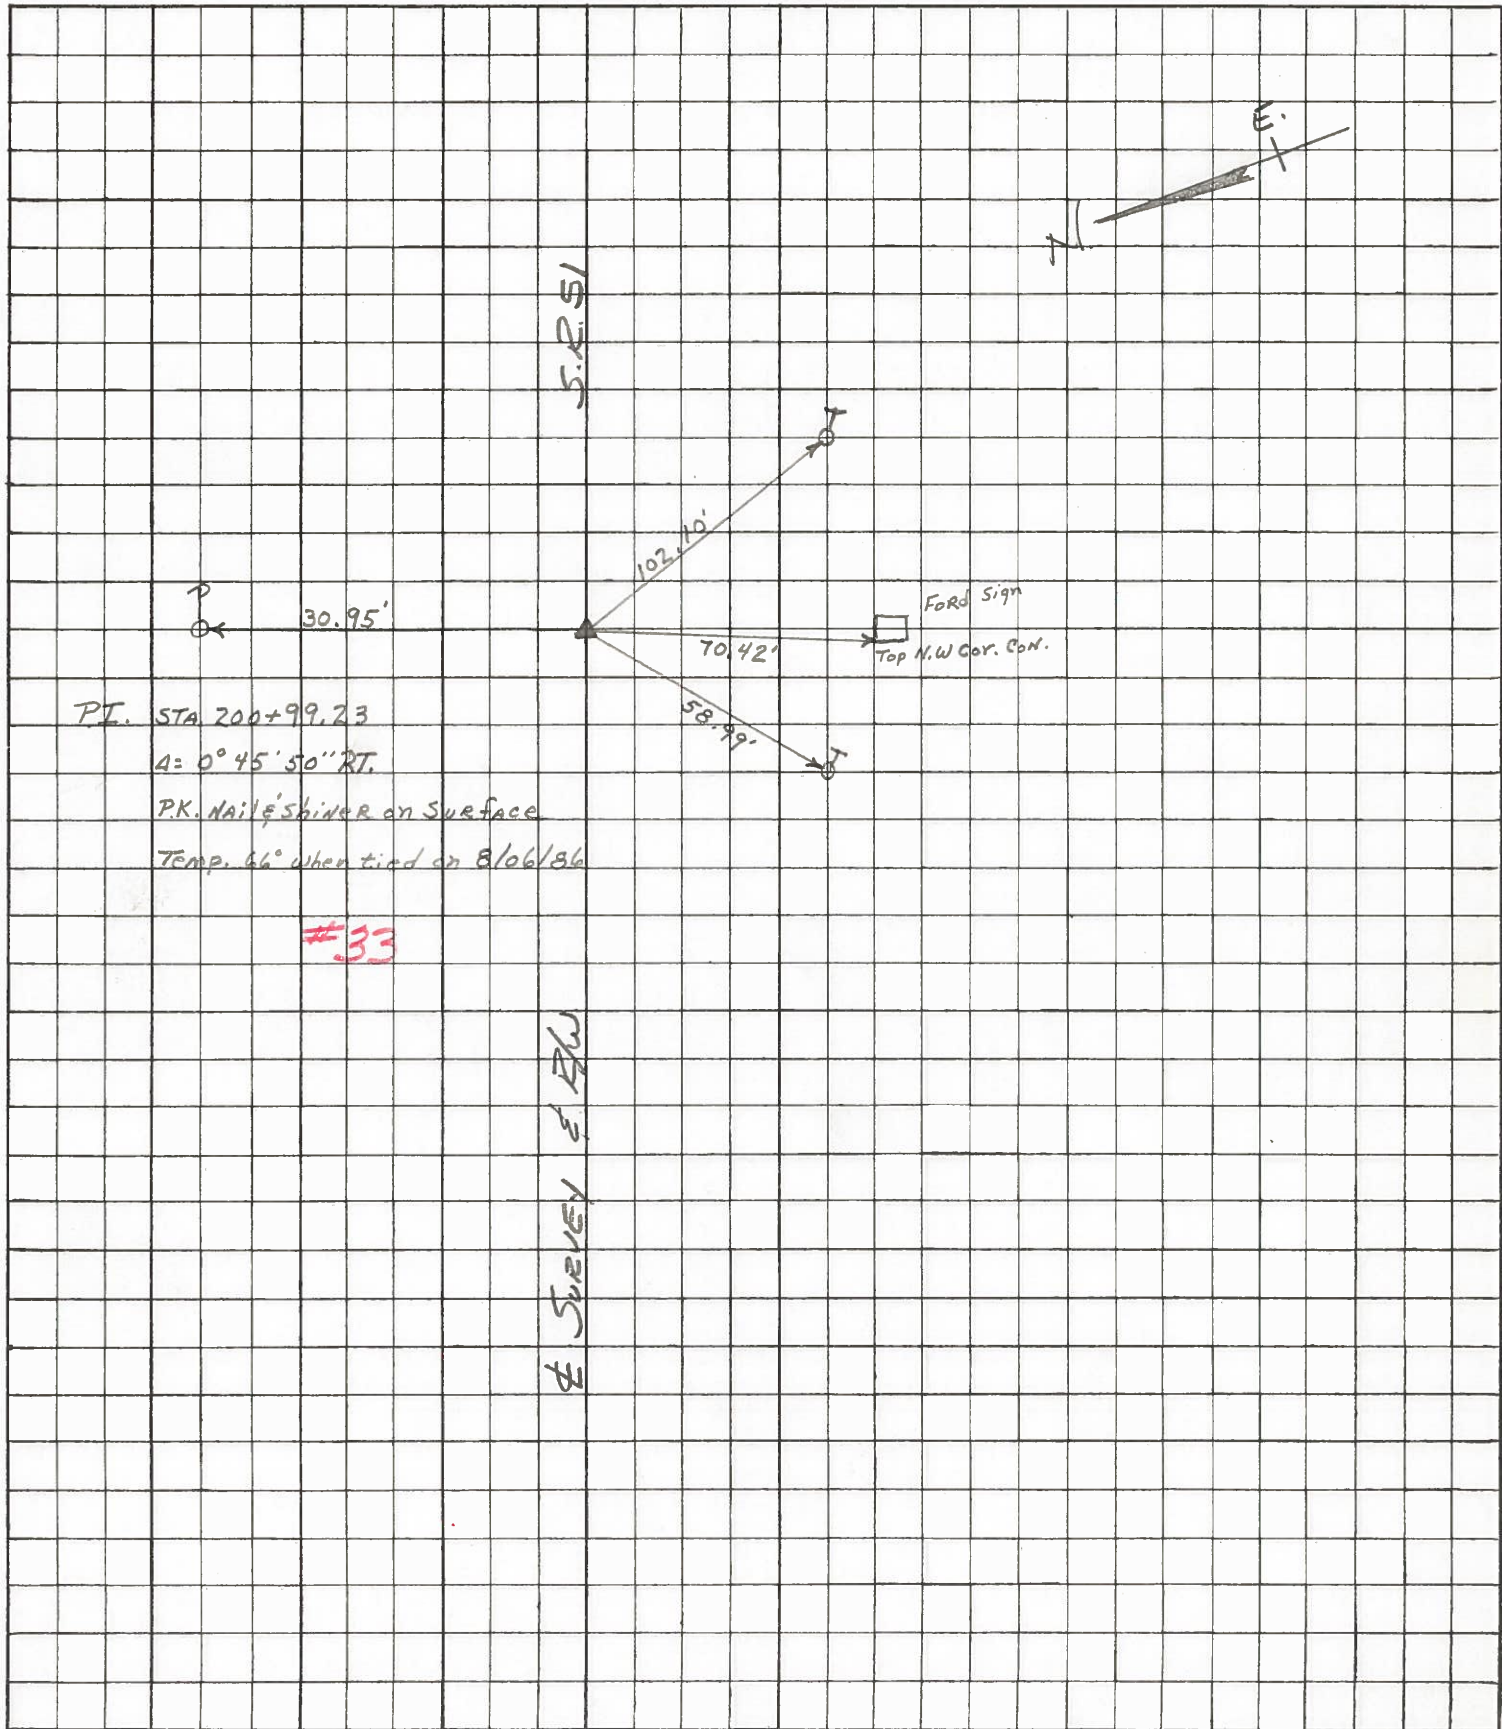 E.
N.
S.R. 51
102.10'
P
30.95'
Ford Sign
70.42'
Top N.W Cor. Con.
58.99'
P.I. STA. 200+99.23
Δ= 0° 45' 50" RT.
P.K. Nail & Shiner on Surface
Temp. 66° when tied on 8/06/86
#33
℄ Survey & R/W